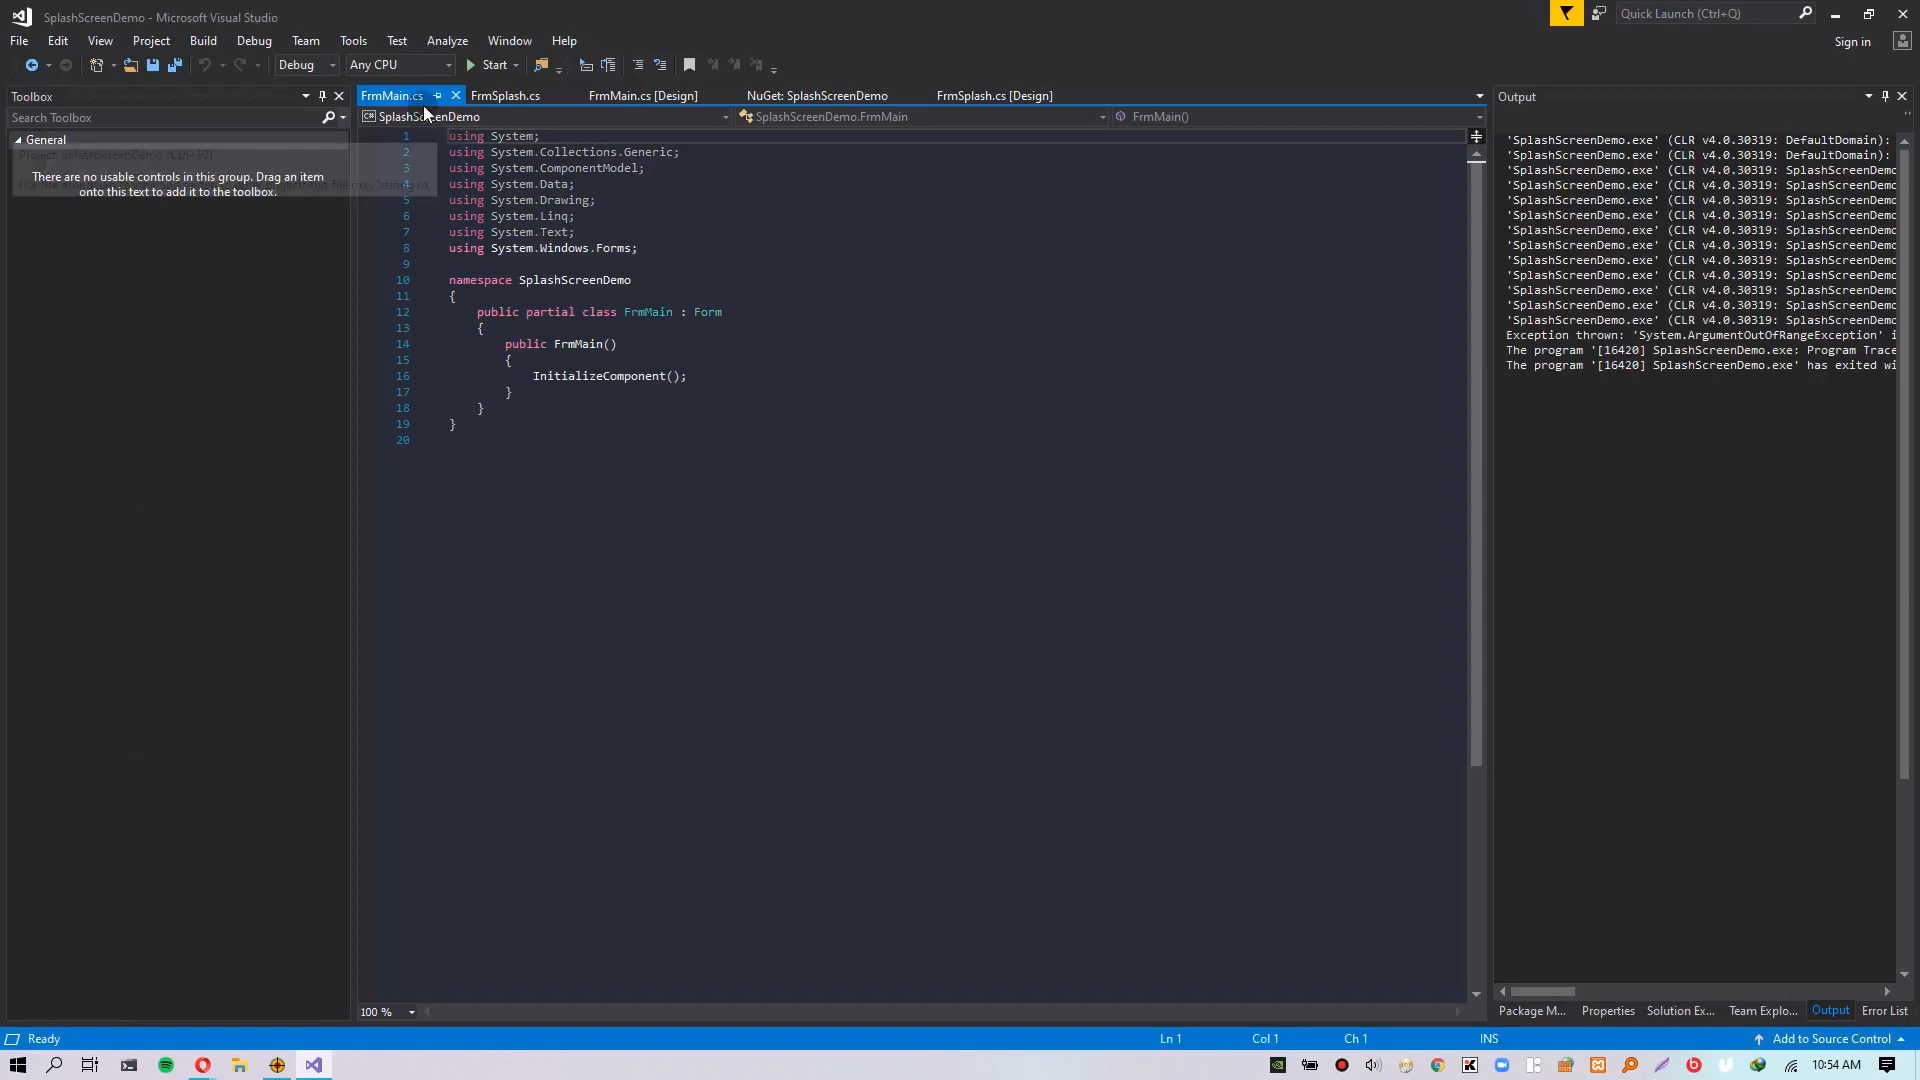 SplashScreenDemo - Microsoft Visual Studio
Quick Launch (Ctrl+Q)
File Edit View Project Build Debug Team Tools Test Analyze Window Help
Sign in
Debug Any CPU Start
Toolbox
FrmMain.cs FrmSplash.cs FrmMain.cs [Design] NuGet: SplashScreenDemo FrmSplash.cs [Design]
Output
Search Toolbox
SplashScreenDemo SplashScreenDemo.FrmMain FrmMain()
General
There are no usable controls in this group. Drag an item
onto this text to add it to the toolbox.
1 using System;
2 using System.Collections.Generic;
3 using System.ComponentModel;
4 using System.Data;
5 using System.Drawing;
6 using System.Linq;
7 using System.Text;
8 using System.Windows.Forms;
9
10 namespace SplashScreenDemo
11 {
12 public partial class FrmMain : Form
13 {
14 public FrmMain()
15 {
16 InitializeComponent();
17 }
18 }
19 }
20
'SplashScreenDemo.exe' (CLR v4.0.30319: DefaultDomain):
'SplashScreenDemo.exe' (CLR v4.0.30319: DefaultDomain):
'SplashScreenDemo.exe' (CLR v4.0.30319: SplashScreenDemo
'SplashScreenDemo.exe' (CLR v4.0.30319: SplashScreenDemo
'SplashScreenDemo.exe' (CLR v4.0.30319: SplashScreenDemo
'SplashScreenDemo.exe' (CLR v4.0.30319: SplashScreenDemo
'SplashScreenDemo.exe' (CLR v4.0.30319: SplashScreenDemo
'SplashScreenDemo.exe' (CLR v4.0.30319: SplashScreenDemo
'SplashScreenDemo.exe' (CLR v4.0.30319: SplashScreenDemo
'SplashScreenDemo.exe' (CLR v4.0.30319: SplashScreenDemo
'SplashScreenDemo.exe' (CLR v4.0.30319: SplashScreenDemo
'SplashScreenDemo.exe' (CLR v4.0.30319: SplashScreenDemo
'SplashScreenDemo.exe' (CLR v4.0.30319: SplashScreenDemo
Exception thrown: 'System.ArgumentOutOfRangeException' i
The program '[16420] SplashScreenDemo.exe: Program Trace
The program '[16420] SplashScreenDemo.exe' has exited wi
100 %
Package M... Properties Solution Ex... Team Explo... Output Error List
Ready Ln 1 Col 1 Ch 1 INS Add to Source Control
10:54 AM